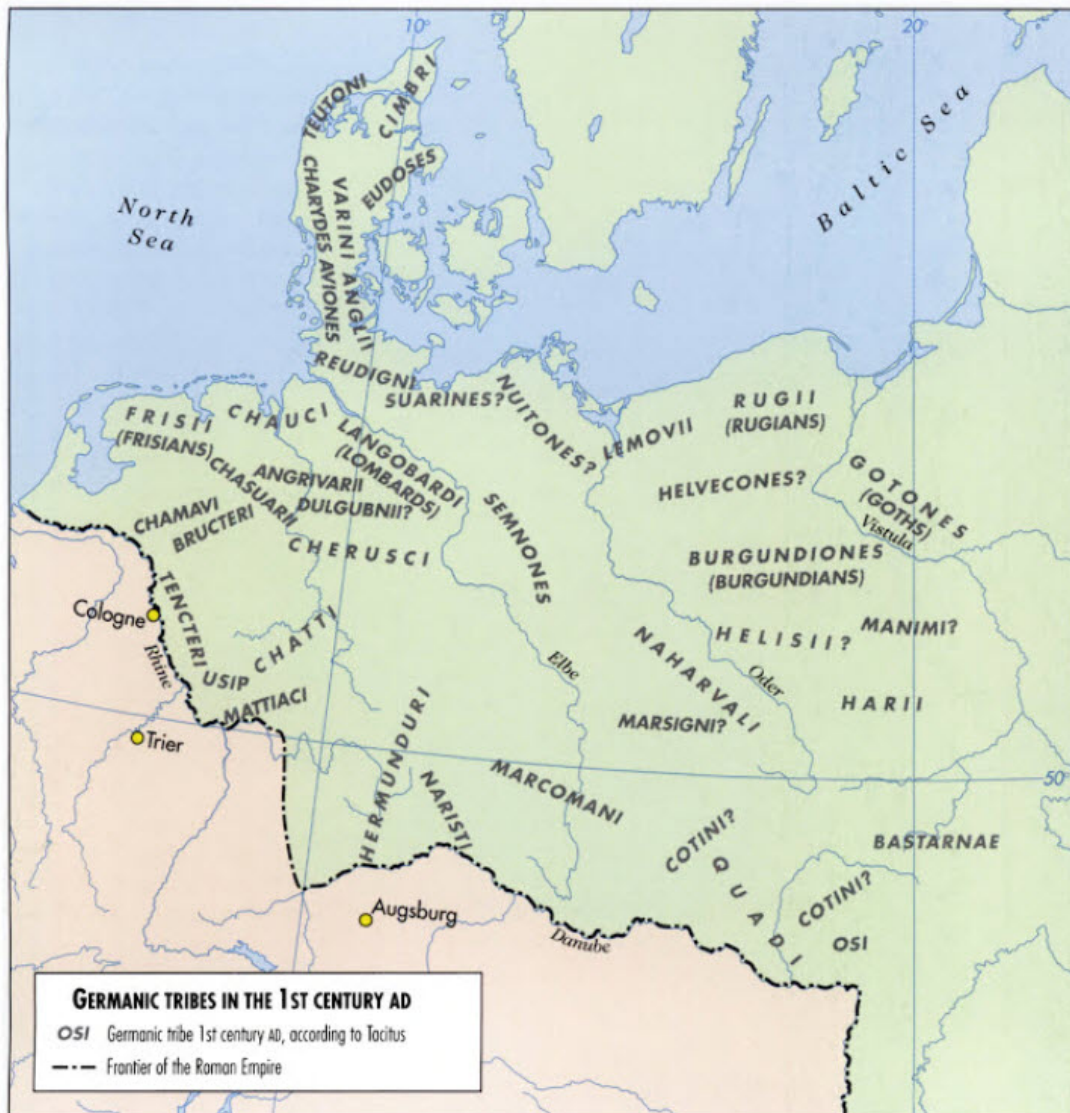 10°
20°
TEUTONI
CIMBRI
EUDOSES
CHARYDES
VARINI
AVIONES
ANGLII
North
Sea
Baltic Sea
REUDIGNI
SUARINES?
NUITONES?
LEMOVII
RUGII
(RUGIANS)
FRISII
(FRISIANS)
CHAUCI
LANGOBARDI
(LOMBARDS)
CHASUARII
ANGRIVARII
DULGUBNII?
HELVECONES?
GOTONES
(GOTHS)
Vistula
CHAMAVI
BRUCTERI
CHERUSCI
SEMNONES
BURGUNDIONES
(BURGUNDIANS)
TENCTERI
Cologne
Rhine
USIP
CHATTI
MATTIACI
Elbe
NAHARVALI
Oder
HELISII?
MANIMI?
HARII
MARSIGNI?
Trier
HERMUNDURI
NARISTI
MARCOMANI
50°
COTINI?
QUADI
BASTARNAE
COTINI?
OSI
Augsburg
Danube
GERMANIC TRIBES IN THE 1ST CENTURY AD
OSI Germanic tribe 1st century AD, according to Tacitus
Frontier of the Roman Empire